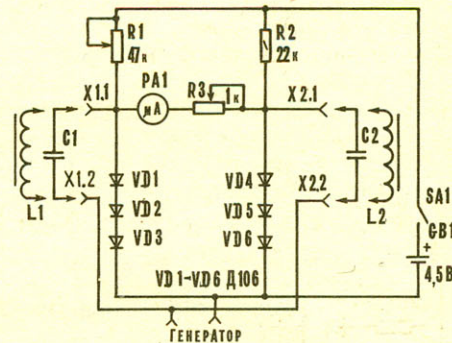 R1
47к
R2
22к
PA1
μA
R3
1к
X1.1
X2.1
C1
C2
X1.2
X2.2
L1
L2
VD1
VD2
VD3
VD4
VD5
VD6
SA1
GB1
+
4,5В
VD1-VD6 Д106
ГЕНЕРАТОР